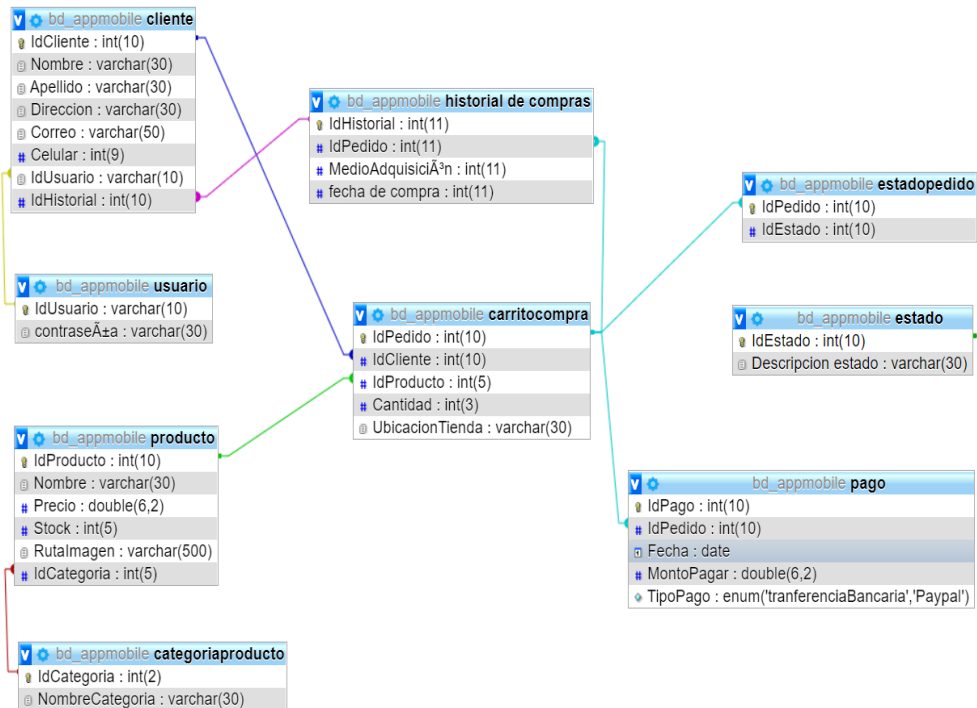 bd_appmobile cliente
IdCliente : int(10)
Nombre : varchar(30)
Apellido : varchar(30)
Direccion : varchar(30)
Correo : varchar(50)
Celular : int(9)
IdUsuario : varchar(10)
IdHistorial : int(10)
bd_appmobile historial de compras
IdHistorial : int(11)
IdPedido : int(11)
MedioAdquisiciÃ³n : int(11)
fecha de compra : int(11)
bd_appmobile estadopedido
IdPedido : int(10)
IdEstado : int(10)
bd_appmobile usuario
IdUsuario : varchar(10)
contraseÃ±a : varchar(30)
bd_appmobile carritocompra
IdPedido : int(10)
IdCliente : int(10)
IdProducto : int(5)
Cantidad : int(3)
UbicacionTienda : varchar(30)
bd_appmobile estado
IdEstado : int(10)
Descripcion estado : varchar(30)
bd_appmobile producto
IdProducto : int(10)
Nombre : varchar(30)
Precio : double(6,2)
Stock : int(5)
RutaImagen : varchar(500)
IdCategoria : int(5)
bd_appmobile pago
IdPago : int(10)
IdPedido : int(10)
Fecha : date
MontoPagar : double(6,2)
TipoPago : enum('tranferenciaBancaria','Paypal')
bd_appmobile categoriaproducto
IdCategoria : int(2)
NombreCategoria : varchar(30)